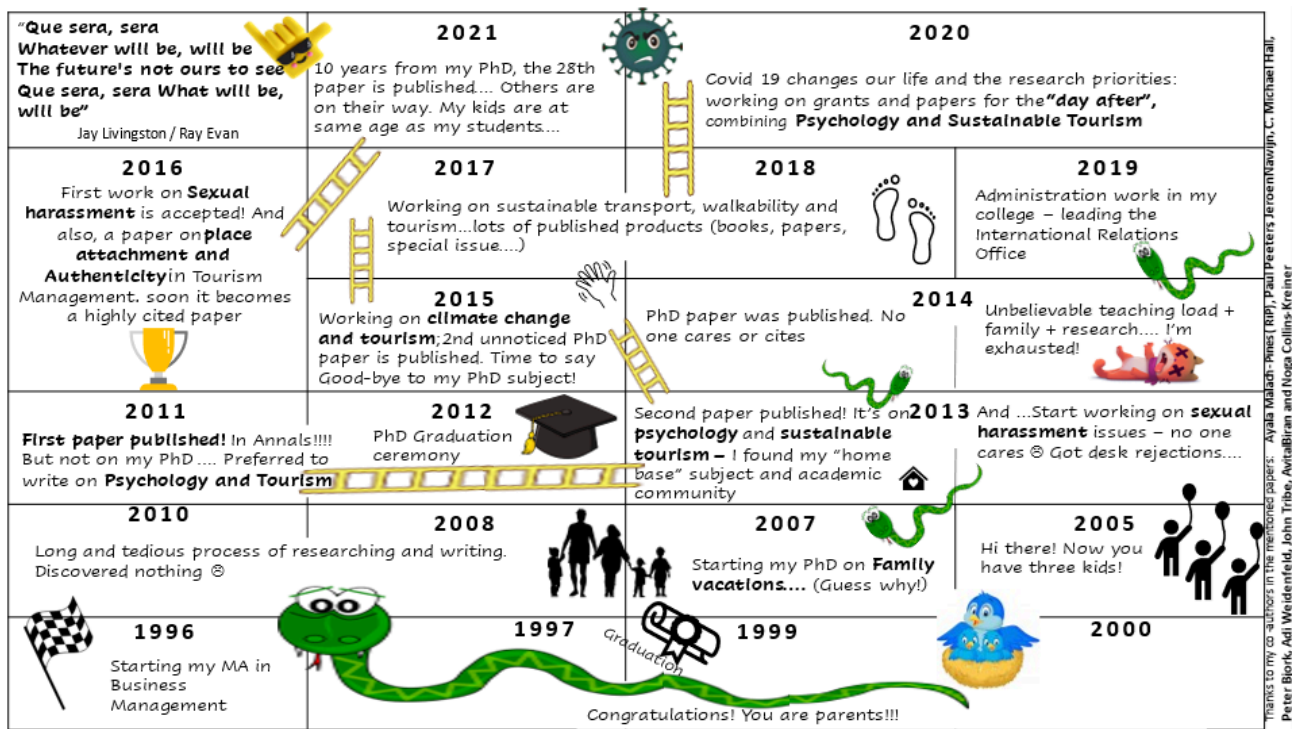 “Que sera, sera
Whatever will be, will be
The future's not ours to see
Que sera, sera What will be,
will be”
Jay Livingston / Ray Evan
2021
10 years from my PhD, the 28th
paper is published.... Others are
on their way. My kids are at
same age as my students....
2020
Covid 19 changes our life and the research priorities:
working on grants and papers for the “day after”,
combining Psychology and Sustainable Tourism
2016
First work on Sexual
harassment is accepted! And
also, a paper on place
attachment and
Authenticity in Tourism
Management. soon it becomes
a highly cited paper
2017
2018
Working on sustainable transport, walkability and
tourism...lots of published products (books, papers,
special issue....)
2019
Administration work in my
college – leading the
International Relations
Office
2015
Working on climate change
and tourism; 2nd unnoticed PhD
paper is published. Time to say
Good-bye to my PhD subject!
2014
PhD paper was published. No
one cares or cites
Unbelievable teaching load +
family + research.... I’m
exhausted!
2011
First paper published! In Annals!!!!
But not on my PhD .... Preferred to
write on Psychology and Tourism
2012
PhD Graduation
ceremony
2013
Second paper published! It’s on
psychology and sustainable
tourism – I found my “home
base” subject and academic
community
And ...Start working on sexual
harassment issues – no one
cares ☹ Got desk rejections....
2010
2008
Long and tedious process of researching and writing.
Discovered nothing ☹
2007
Starting my PhD on Family
vacations.... (Guess why!)
2005
Hi there! Now you
have three kids!
1996
Starting my MA in
Business
Management
1997
Graduation
1999
2000
Congratulations! You are parents!!!
Thanks to my co-authors in the mentioned papers: Ayala Malach-Pines (RIP), Paul Peeters JeroenNawijn, C. Michael Hall,
Peter Biork, Adi Weidenfeld, John Tribe, AvitalBiran and Noga Collins-Kreiner